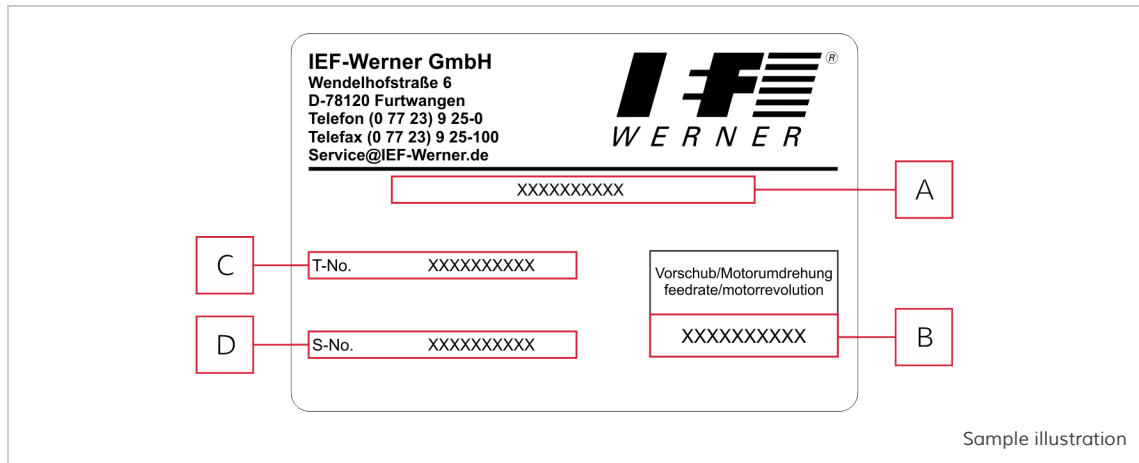 IEF-Werner GmbH
Wendelhofstraße 6
D-78120 Furtwangen
Telefon (0 77 23) 9 25-0
Telefax (0 77 23) 9 25-100
Service@IEF-Werner.de
IEF ®
WERNER
XXXXXXXXXX
A
C
T-No. XXXXXXXXXX
Vorschub/Motorumdrehung
feedrate/motorrevolution
D
S-No. XXXXXXXXXX
XXXXXXXXXX
B
Sample illustration